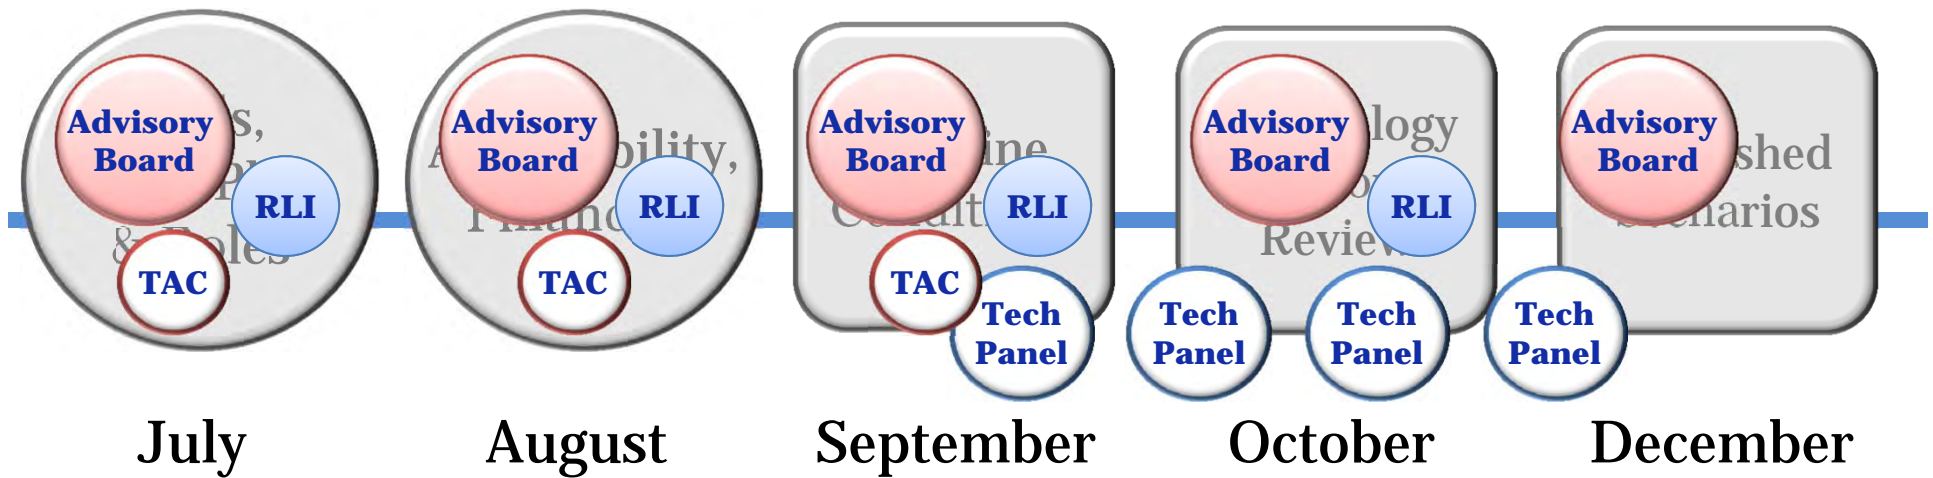 Advisory
Board
RLI
TAC
Advisory
Board
RLI
TAC
Advisory
Board
RLI
TAC
Tech
Panel
Advisory
Board
RLI
Tech
Panel
Tech
Panel
Advisory
Board
Tech
Panel
July
August
September
October
December